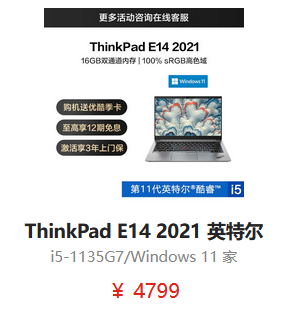 更多活动咨询在线客服
ThinkPad E14 2021
16GB双通道内存 | 100% sRGB高色域
Windows 11
购机送优酷季卡
至高享12期免息
激活享3年上门保
第11代英特尔®酷睿™ i5
ThinkPad E14 2021 英特尔
i5-1135G7/Windows 11 家
¥ 4799